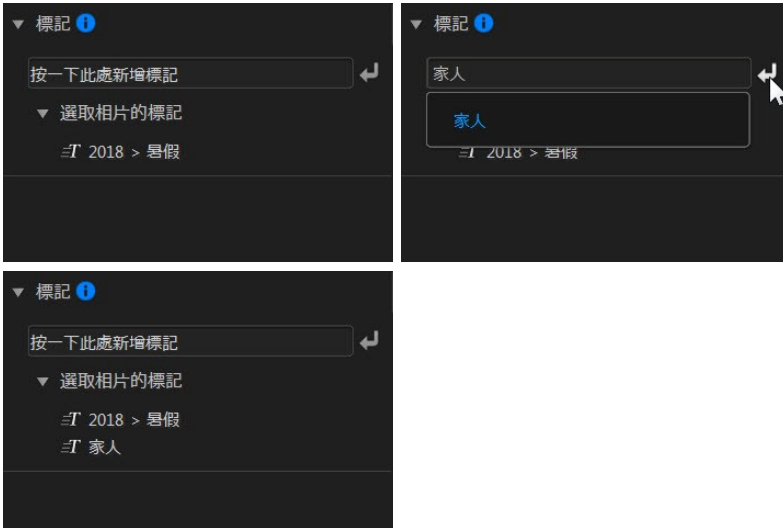 標記
按一下此處新增標記
選取相片的標記
2018 > 暑假
標記
家人
家人
2018 > 暑假
標記
按一下此處新增標記
選取相片的標記
2018 > 暑假
家人